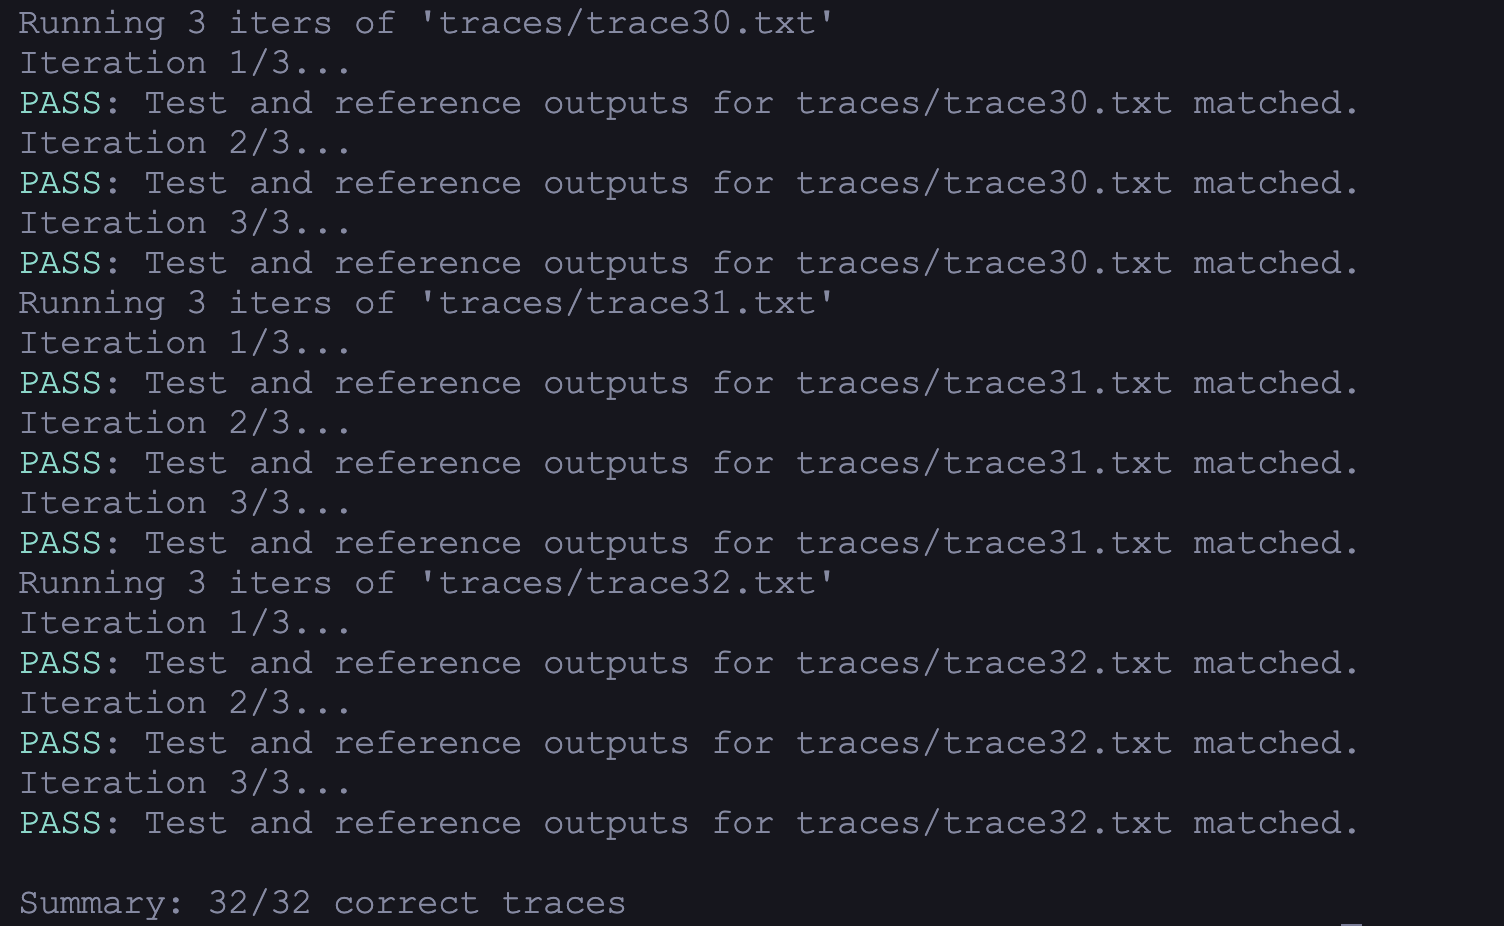 Running 3 iters of 'traces/trace30.txt'
Iteration 1/3...
PASS: Test and reference outputs for traces/trace30.txt matched.
Iteration 2/3...
PASS: Test and reference outputs for traces/trace30.txt matched.
Iteration 3/3...
PASS: Test and reference outputs for traces/trace30.txt matched.
Running 3 iters of 'traces/trace31.txt'
Iteration 1/3...
PASS: Test and reference outputs for traces/trace31.txt matched.
Iteration 2/3...
PASS: Test and reference outputs for traces/trace31.txt matched.
Iteration 3/3...
PASS: Test and reference outputs for traces/trace31.txt matched.
Running 3 iters of 'traces/trace32.txt'
Iteration 1/3...
PASS: Test and reference outputs for traces/trace32.txt matched.
Iteration 2/3...
PASS: Test and reference outputs for traces/trace32.txt matched.
Iteration 3/3...
PASS: Test and reference outputs for traces/trace32.txt matched.

Summary: 32/32 correct traces